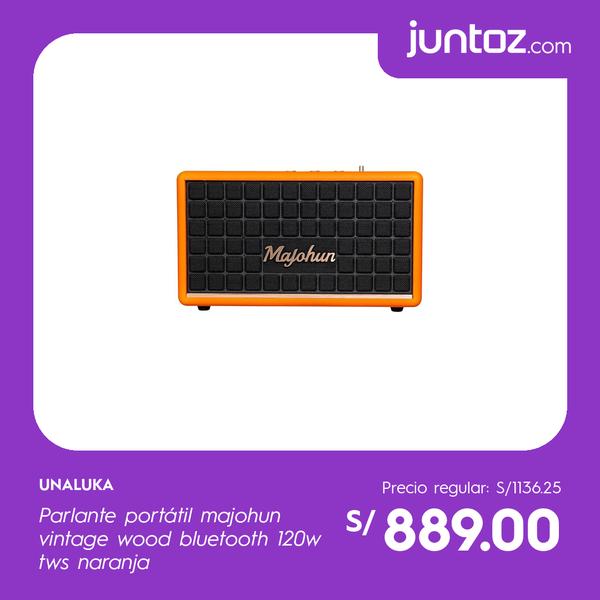 juntoz.com
Majohun
UNALUKA
Parlante portátil majohun
vintage wood bluetooth 120w
tws naranja
Precio regular: S/1136.25
S/ 889.00